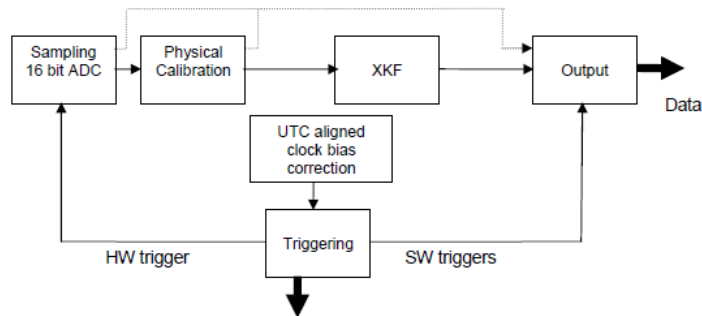 Sampling
16 bit ADC
Physical
Calibration
XKF
Output
Data
UTC aligned
clock bias
correction
Triggering
HW trigger
SW triggers